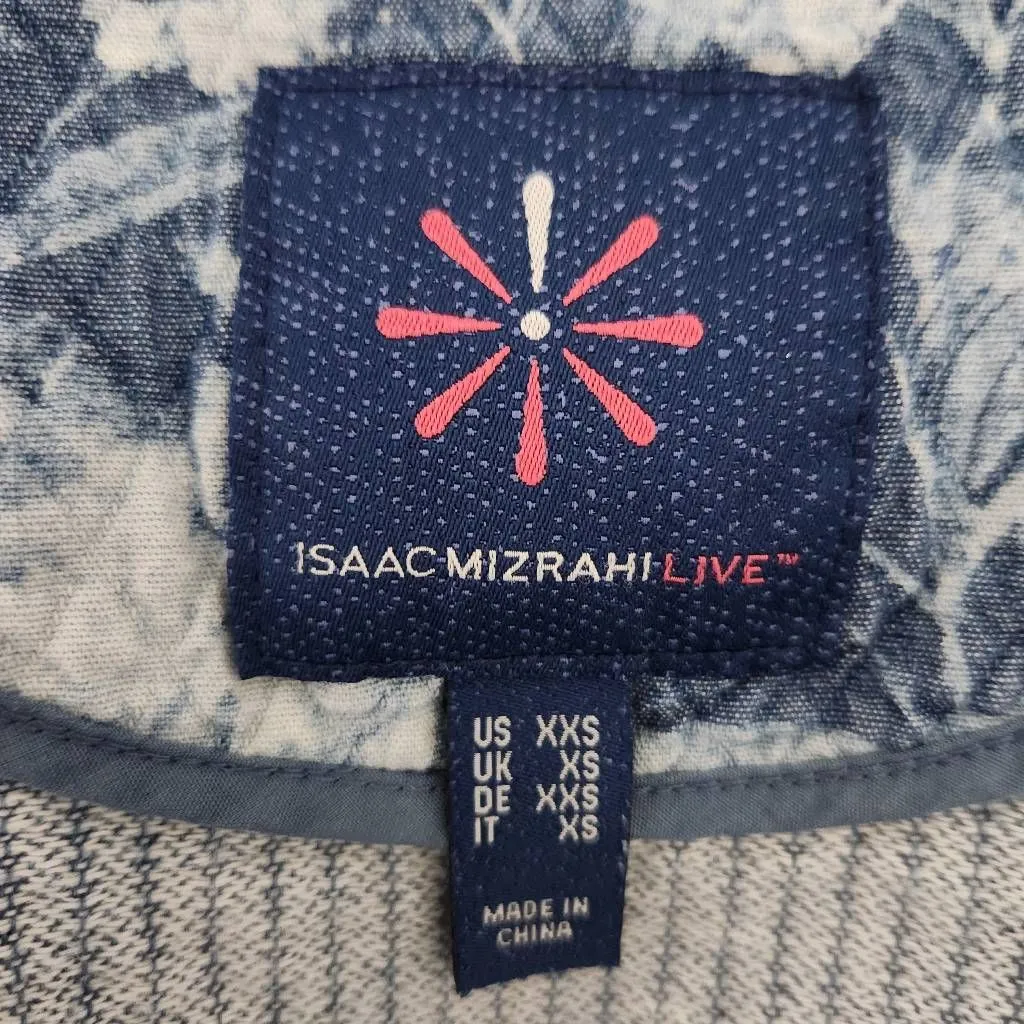 ISAAC MIZRAHI LIVE™
US XXS
UK XS
DE XXS
IT XS
MADE IN
CHINA